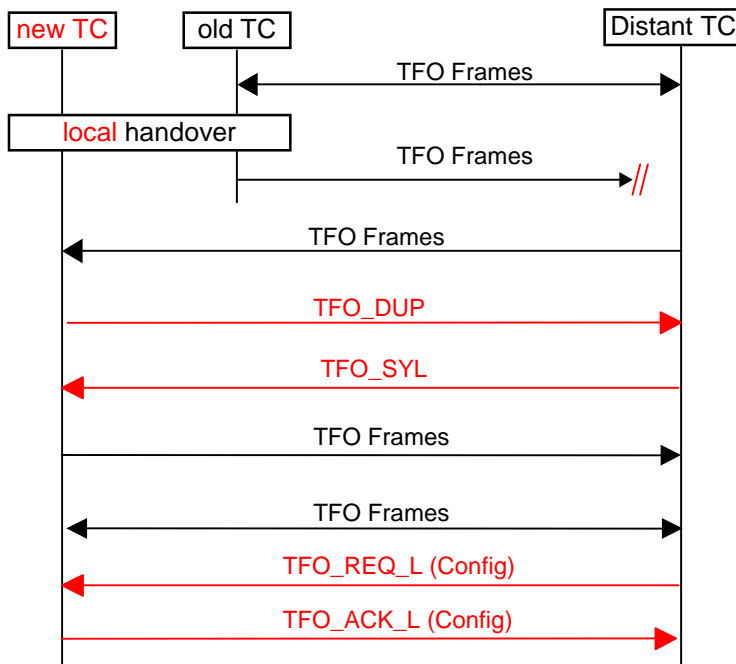 new TC
old TC
Distant TC
TFO Frames
local handover
TFO Frames
TFO Frames
TFO_DUP
TFO_SYL
TFO Frames
TFO Frames
TFO_REQ_L (Config)
TFO_ACK_L (Config)